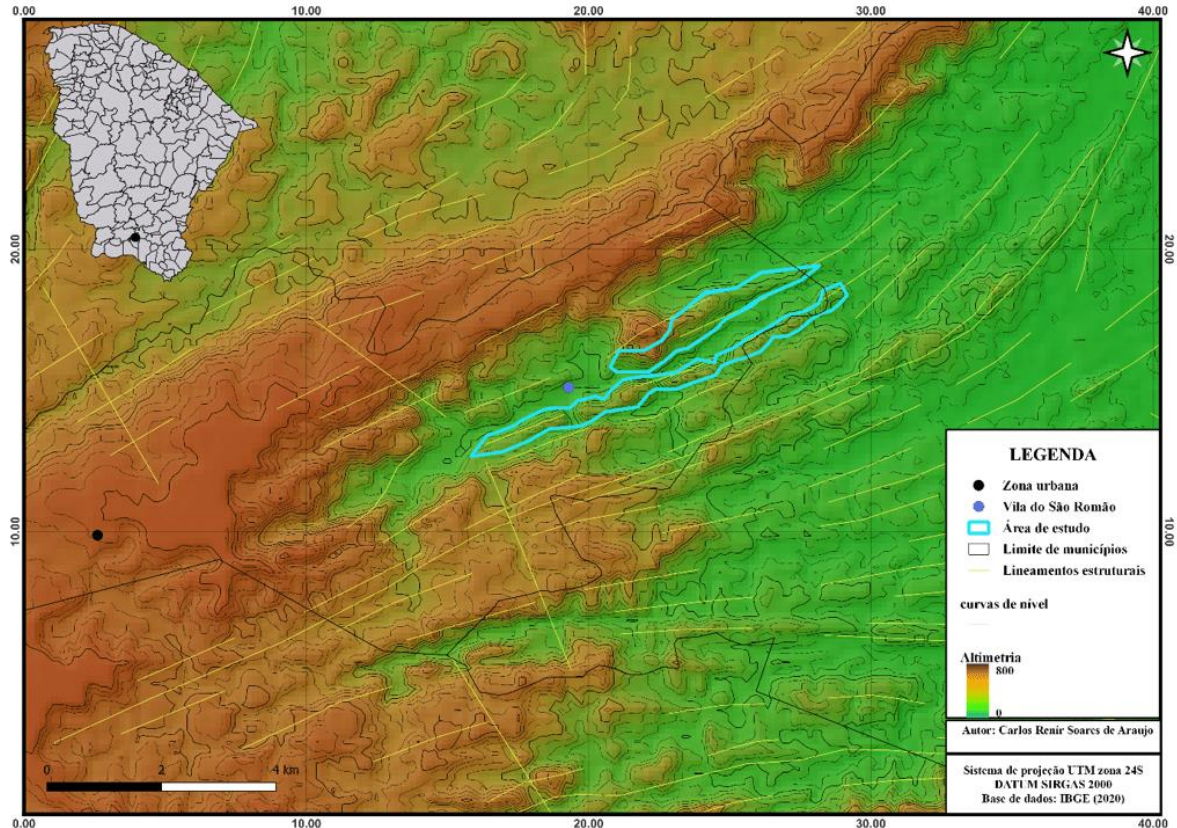 0.00 10.00 20.00 30.00 40.00
20.00 20.00
10.00 10.00
LEGENDA
Zona urbana
Vila do São Romão
Área de estudo
Limite de municípios
Lineamentos estruturais
curvas de nível
Altimetria
800
0
Autor: Carlos Renir Soares de Araujo
Sistema de projeção UTM zona 24S
DATUM SIRGAS 2000
Base de dados: IBGE (2020)
0 2 4 km
0.00 10.00 20.00 30.00 40.00